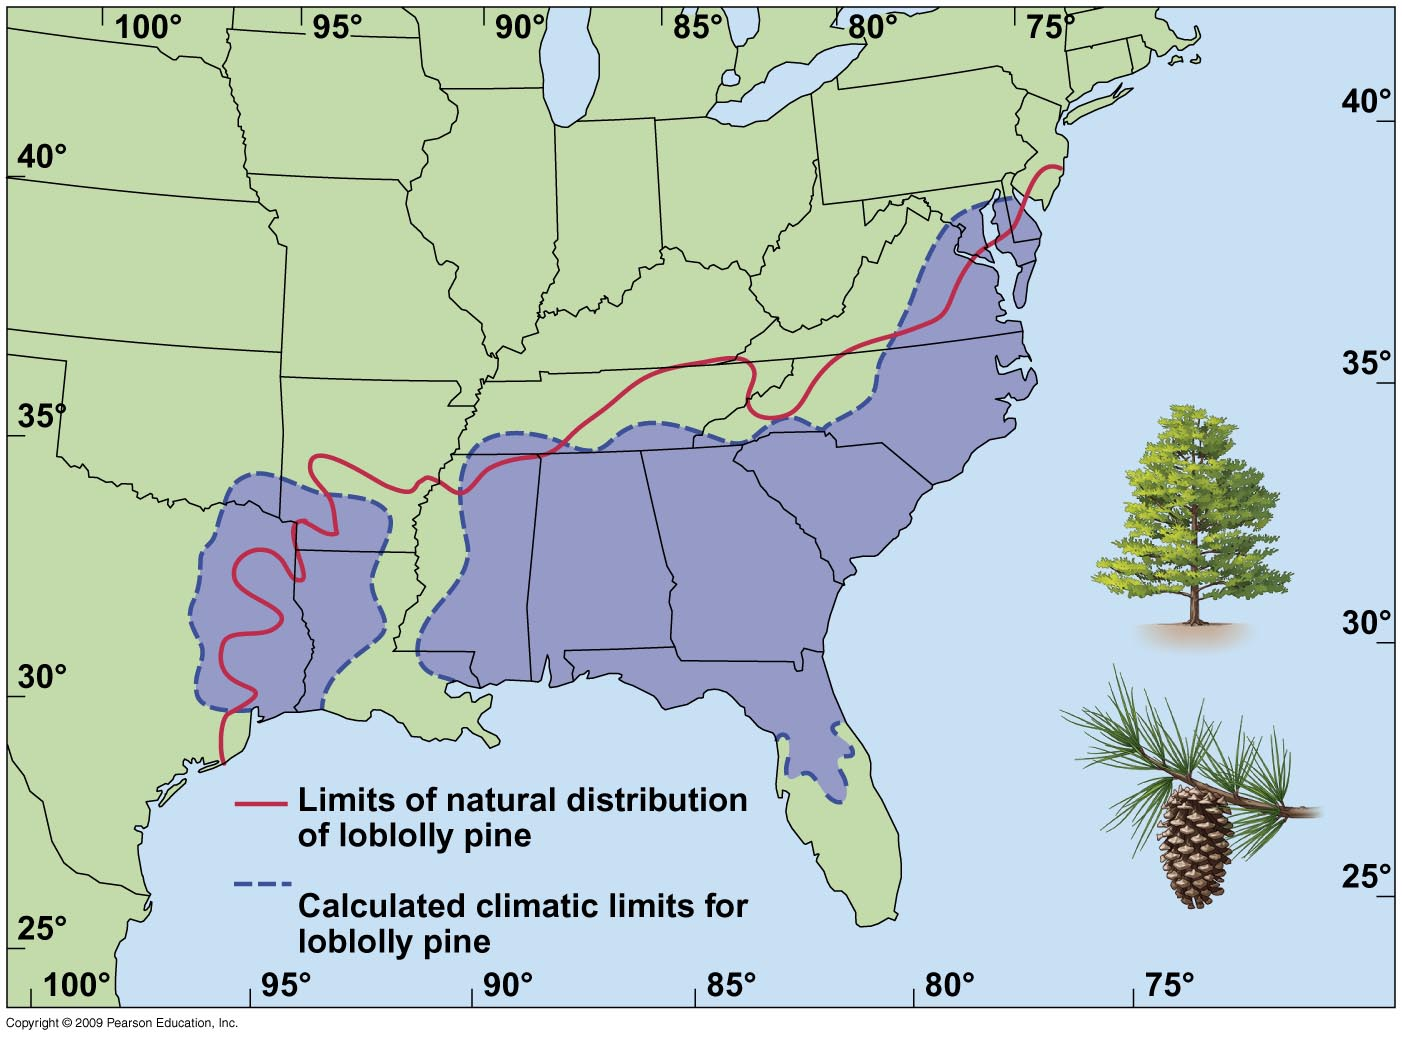 100° 95° 90° 85° 80° 75°
40°
40°
35°
35°
30°
30°
25°
25°
Limits of natural distribution
of loblolly pine
Calculated climatic limits for
loblolly pine
100° 95° 90° 85° 80° 75°
Copyright © 2009 Pearson Education, Inc.